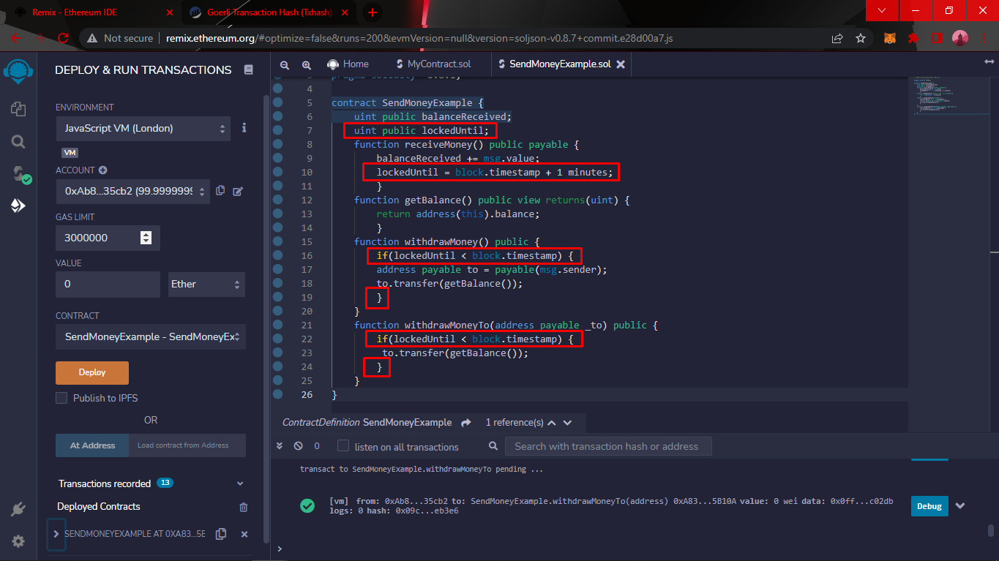 Remix - Ethereum IDE
Goerli Transaction Hash (Txhash)
Not secure
remix.ethereum.org/#optimize=false&runs=200&evmVersion=null&version=soljson-v0.8.7+commit.e28d00a7.js
DEPLOY & RUN TRANSACTIONS
ENVIRONMENT
JavaScript VM (London)
VM
ACCOUNT
0xAb8...35cb2 (99.9999999
GAS LIMIT
3000000
VALUE
0
Ether
CONTRACT
SendMoneyExample - SendMoneyEx
Deploy
Publish to IPFS
OR
At Address
Load contract from Address
Transactions recorded 13
Deployed Contracts
SENDMONEYEXAMPLE AT 0XA83...5E
Home
MyContract.sol
SendMoneyExample.sol
4
5 contract SendMoneyExample {
6 uint public balanceReceived;
7 uint public lockedUntil;
8 function receiveMoney() public payable {
9 balanceReceived += msg.value;
10 lockedUntil = block.timestamp + 1 minutes;
11 }
12 function getBalance() public view returns(uint) {
13 return address(this).balance;
14 }
15 function withdrawMoney() public {
16 if(lockedUntil < block.timestamp) {
17 address payable to = payable(msg.sender);
18 to.transfer(getBalance());
19 }
20 }
21 function withdrawMoneyTo(address payable _to) public {
22 if(lockedUntil < block.timestamp) {
23 _to.transfer(getBalance());
24 }
25 }
26 }
ContractDefinition SendMoneyExample
1 reference(s)
0
listen on all transactions
Search with transaction hash or address
transact to SendMoneyExample.withdrawMoneyTo pending ...
[vm] from: 0xAb8...35cb2 to: SendMoneyExample.withdrawMoneyTo(address) 0xA83...5B10A value: 0 wei data: 0x0ff...c02db
logs: 0 hash: 0x09c...eb3e6
Debug
>